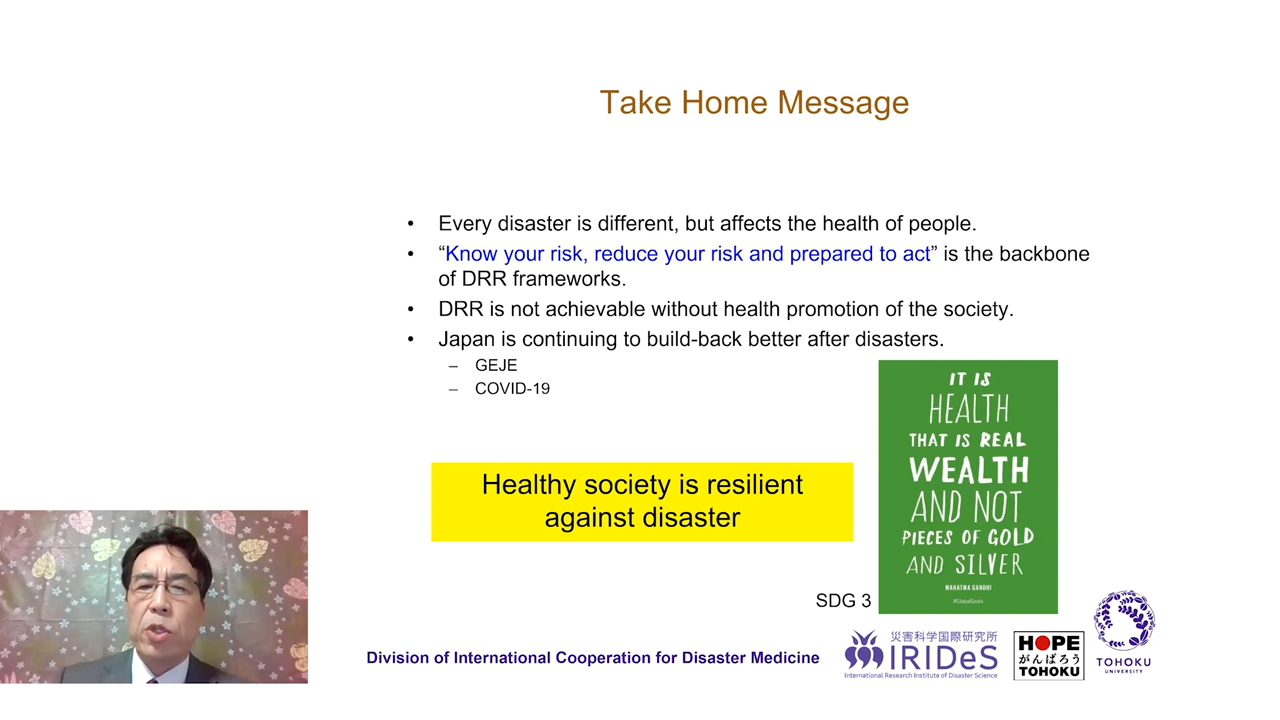 Take Home Message
• Every disaster is different, but affects the health of people.
• “Know your risk, reduce your risk and prepared to act” is the backbone
of DRR frameworks.
• DRR is not achievable without health promotion of the society.
• Japan is continuing to build-back better after disasters.
– GEJE
– COVID-19
IT IS
HEALTH
THAT IS REAL
WEALTH
AND NOT
PIECES OF GOLD
AND SILVER
MAHATMA GANDHI
#GlobalGoals
Healthy society is resilient
against disaster
SDG 3
Division of International Cooperation for Disaster Medicine
災害科学国際研究所
IRIDeS
International Research Institute of Disaster Science
HOPE
がんばろう
TOHOKU
TOHOKU
UNIVERSITY